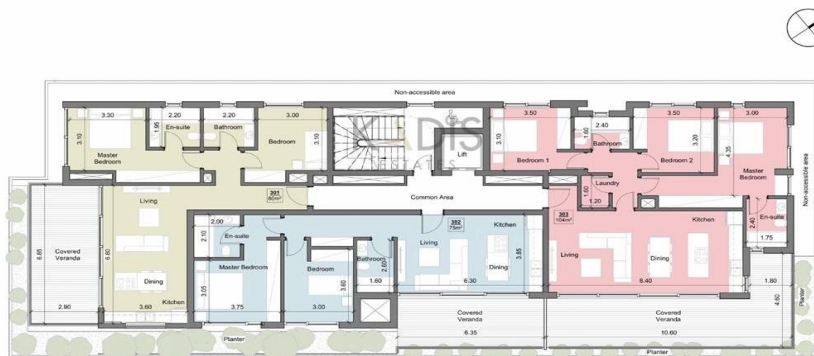 Non-accessible area
3.30
2.20
2.20
3.00
3.50
3.50
3.00
1.95
En-suite
Bathroom
3.10
Master
Bedroom
Bedroom
3.10
KADIS
ESTATES
Lift
3.10
Bedroom 1
1.60
2.40
Bathroom
Bedroom 2
3.20
4.35
Master
Bedroom
Non-accessible area
301
80m²
Common Area
Laundry
1.60
1.20
Living
2.00
2.10
En-suite
302
75m²
Kitchen
303
104m²
Kitchen
2.40
En-suite
1.75
Covered
Veranda
6.85
6.80
2.90
Dining
3.60
Kitchen
Master Bedroom
3.05
3.75
Bedroom
3.60
3.00
Bathroom
2.60
1.60
Living
3.85
6.30
Dining
Living
Dining
8.40
1.80
4.60
Planter
Covered
Veranda
6.35
Covered
Veranda
10.60
Planter
Planter
Planter